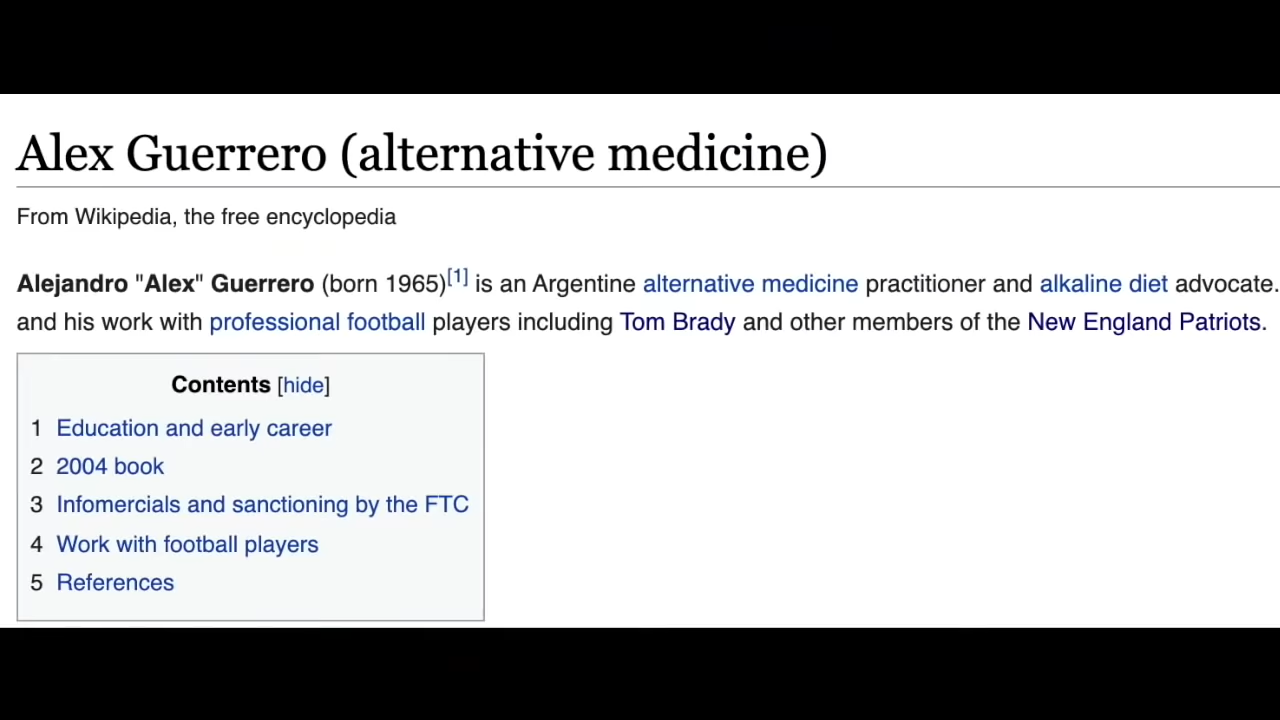 Alex Guerrero (alternative medicine)
From Wikipedia, the free encyclopedia
Alejandro "Alex" Guerrero (born 1965)[1] is an Argentine alternative medicine practitioner and alkaline diet advocate.
and his work with professional football players including Tom Brady and other members of the New England Patriots.
Contents [hide]
1 Education and early career
2 2004 book
3 Infomercials and sanctioning by the FTC
4 Work with football players
5 References